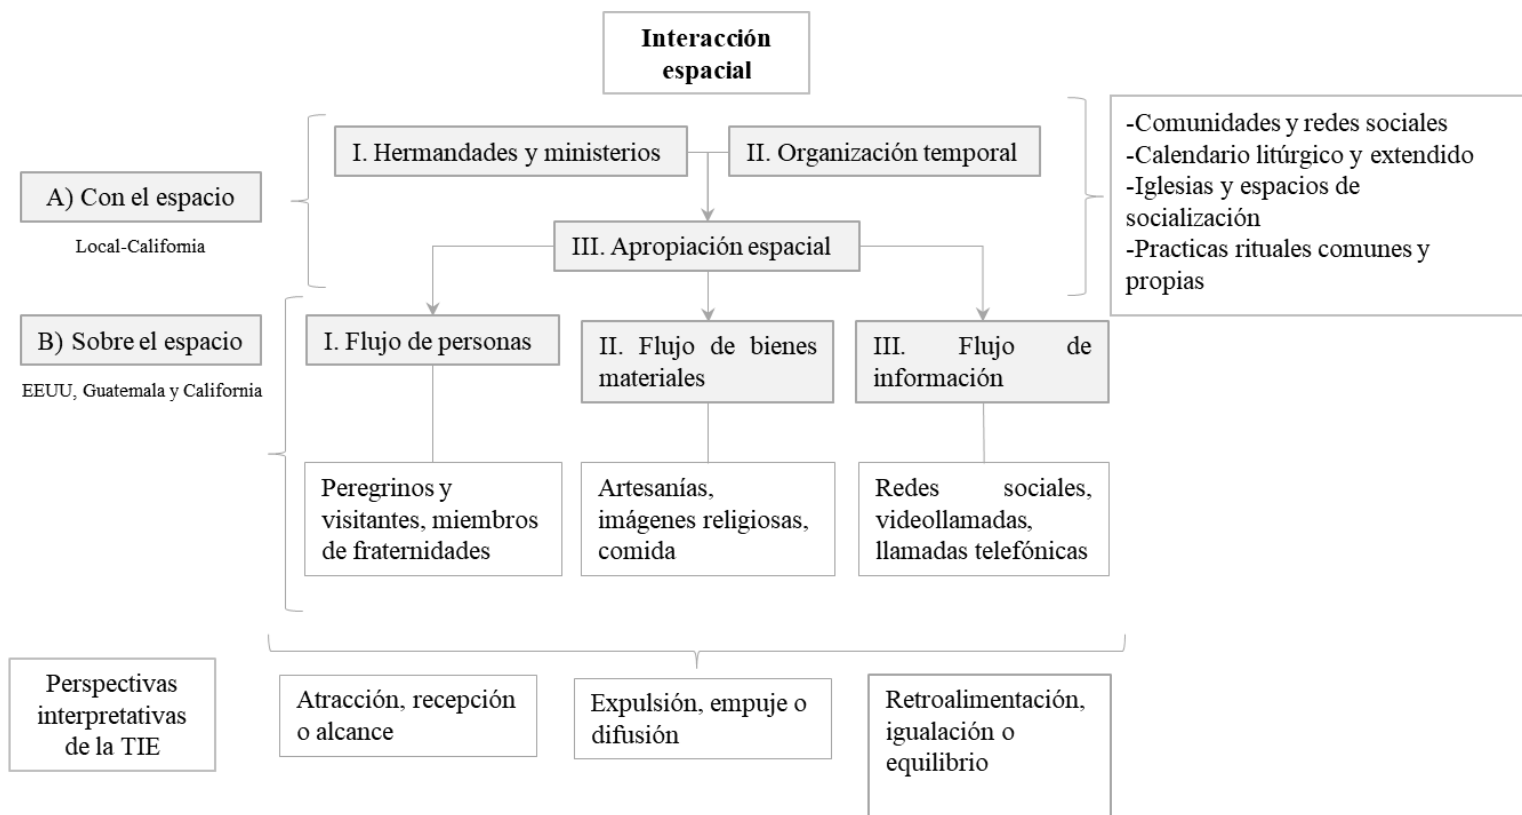 Interacción
espacial
I. Hermandades y ministerios
II. Organización temporal
-Comunidades y redes sociales
-Calendario litúrgico y extendido
-Iglesias y espacios de
socialización
-Practicas rituales comunes y
propias
A) Con el espacio
Local-California
III. Apropiación espacial
B) Sobre el espacio
EEUU, Guatemala y California
I. Flujo de personas
II. Flujo de bienes
materiales
III. Flujo de
información
Peregrinos y
visitantes, miembros
de fraternidades
Artesanías,
imágenes religiosas,
comida
Redes sociales,
videollamadas,
llamadas telefónicas
Perspectivas
interpretativas
de la TIE
Atracción, recepción
o alcance
Expulsión, empuje o
difusión
Retroalimentación,
igualación o
equilibrio